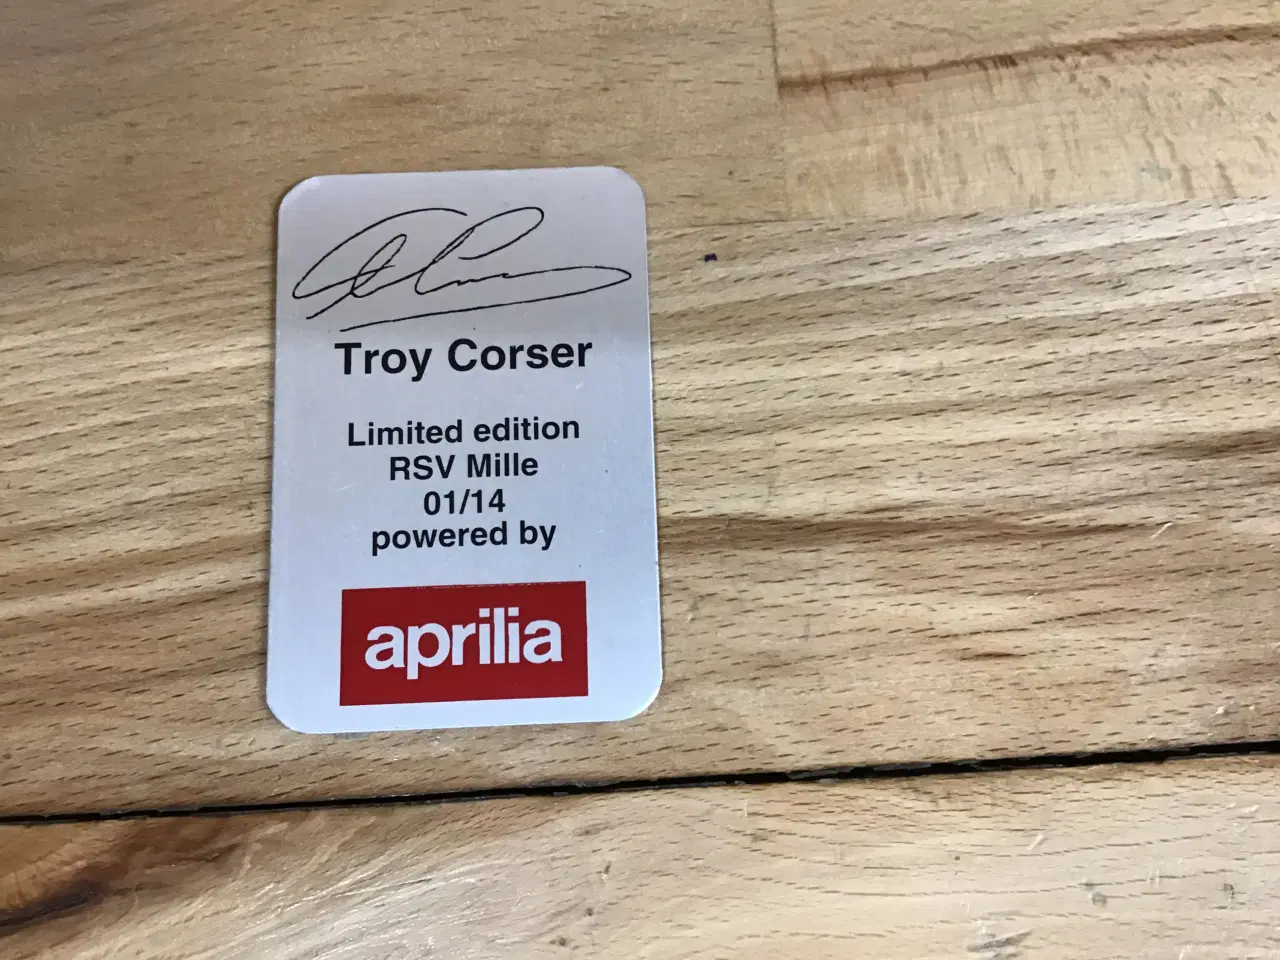 Troy Corser
Limited edition
RSV Mille
01/14
powered by
aprilia